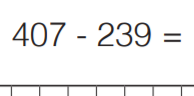 407 - 239 =